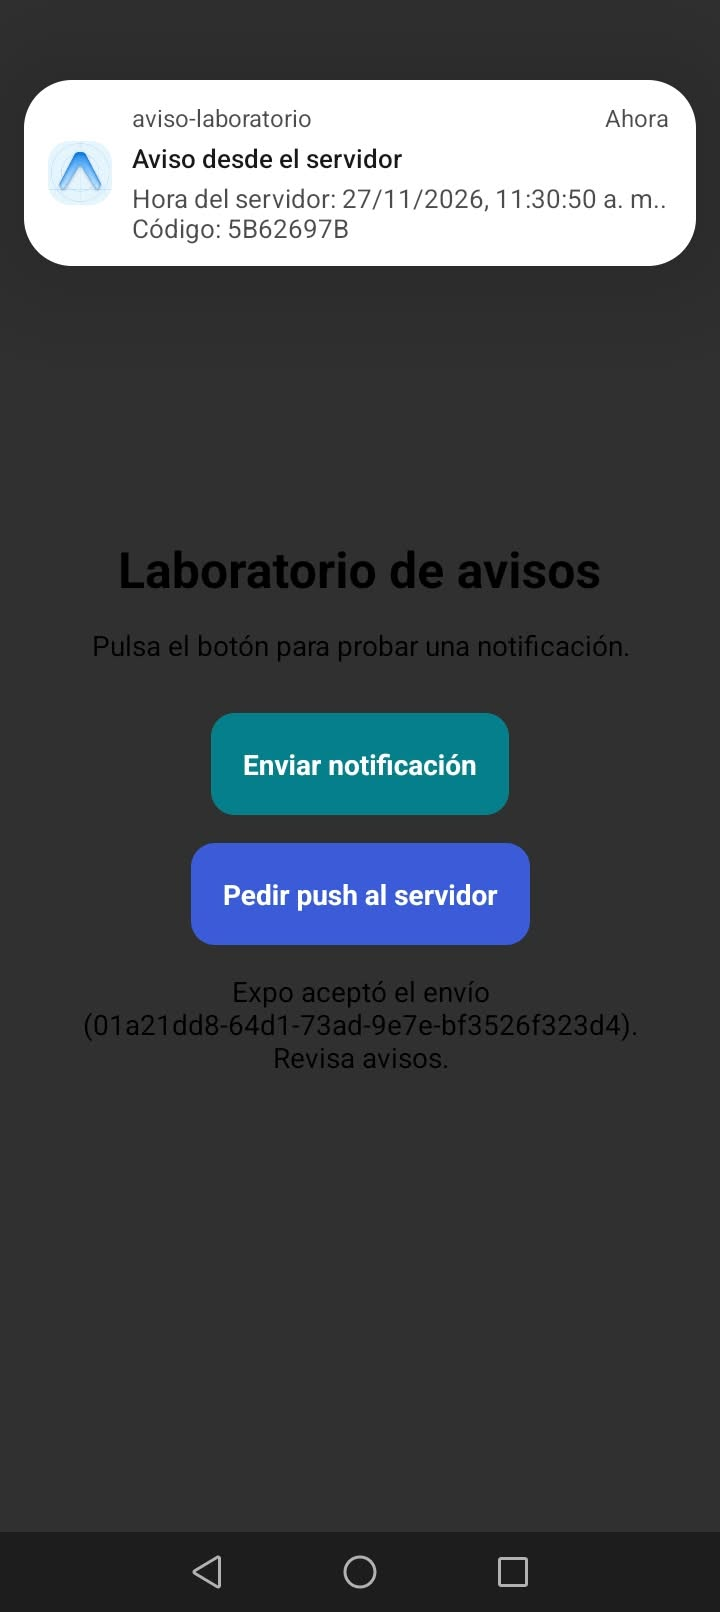 aviso-laboratorio Ahora
Aviso desde el servidor
Hora del servidor: 27/11/2026, 11:30:50 a. m..
Código: 5B62697B
Laboratorio de avisos
Pulsa el botón para probar una notificación.
Enviar notificación
Pedir push al servidor
Expo aceptó el envío
(01a21dd8-64d1-73ad-9e7e-bf3526f323d4).
Revisa avisos.